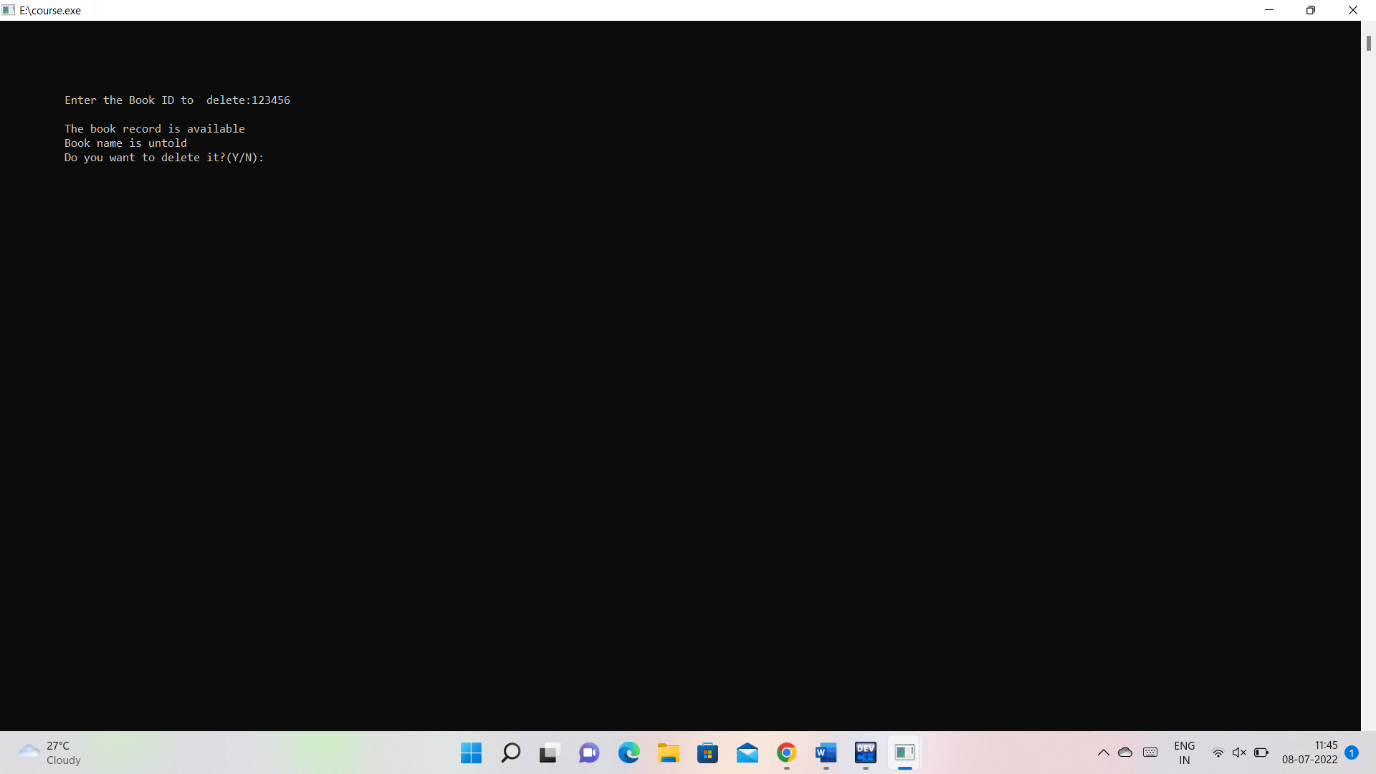 E:\course.exe
Enter the Book ID to  delete:123456
The book record is available
Book name is untold
Do you want to delete it?(Y/N):
27°C
Cloudy
W
DEV
ENG
IN
11:45
08-07-2022
1